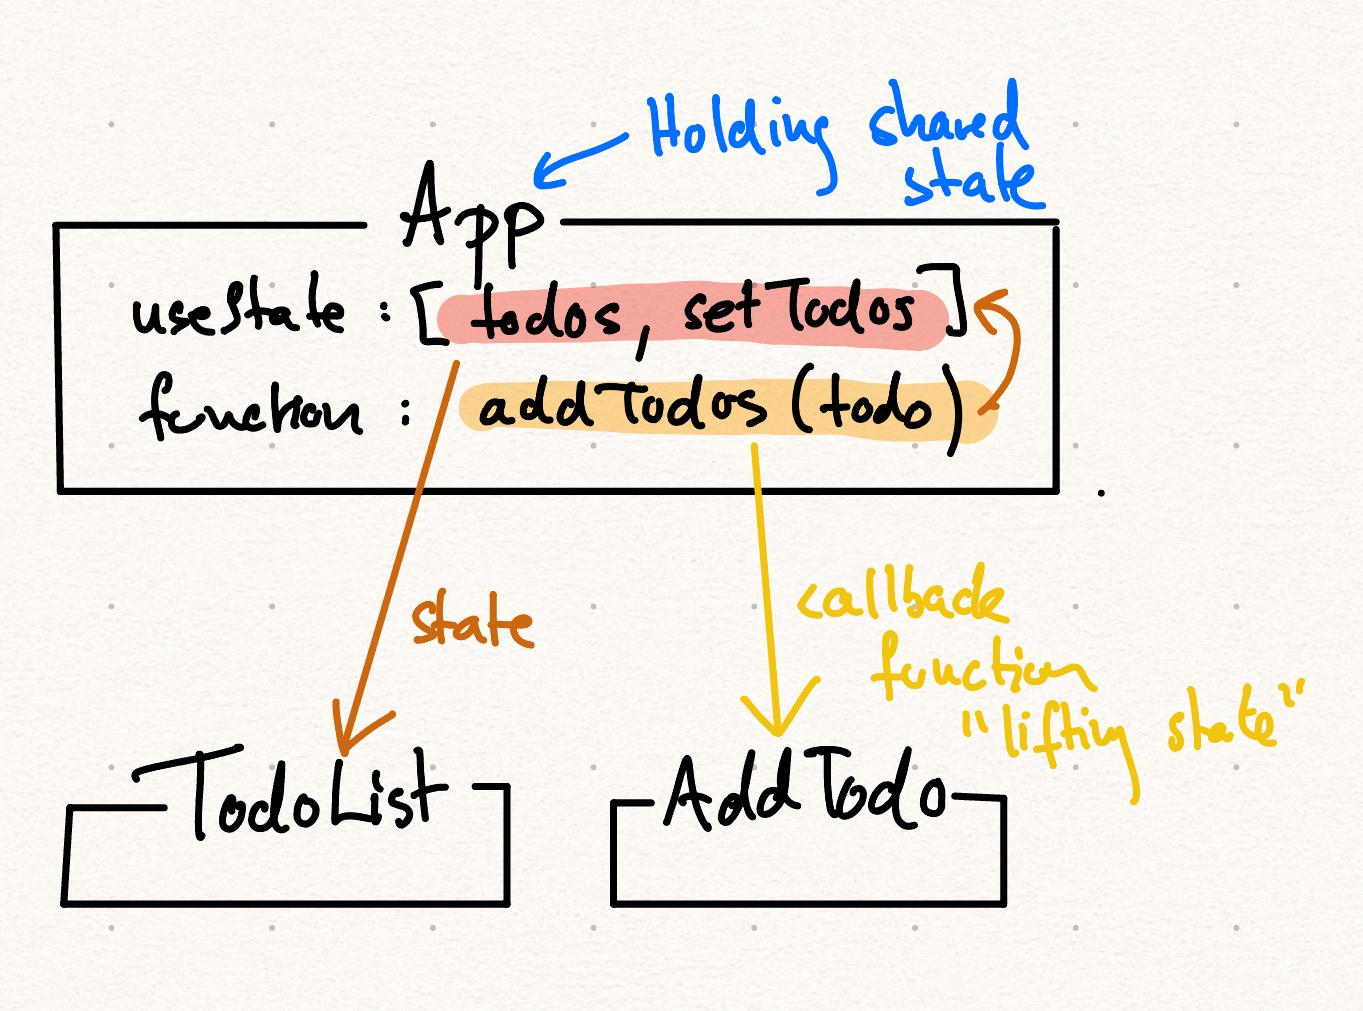 Holding shared
state
App
useState : [todos, setTodos]
function : addTodos (todo)
state
callback
function
"lifting state"
TodoList
AddTodo